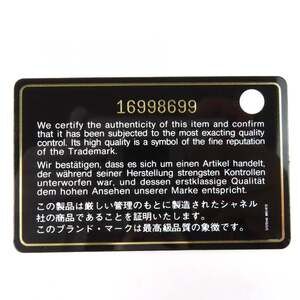 16998699
We certify the authenticity of this item and confirm
that it has been subjected to the most exacting quality
control. Its high quality is a symbol of the fine reputation
of the Trademark.
Wir bestätigen, dass es sich um einen Artikel handelt,
der während seiner Herstellung strengsten Kontrollen
unterworfen war, und dessen erstklassige Qualität
dem hohen Ansehen unserer Marke entspricht.
この製品は厳しい管理のもとに製造されたシャネル
社の商品であることを証明いたします。
このブランド・マークは最高級品質の象徴です。